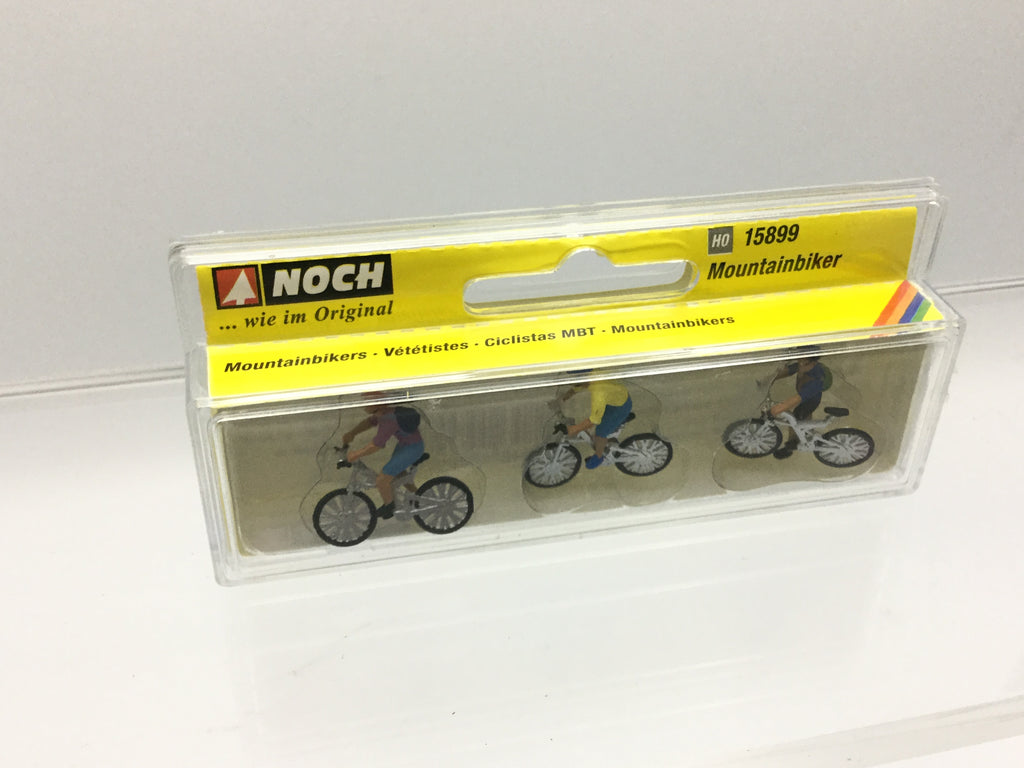 NOCH
... wie im Original
HO 15899
Mountainbiker
Mountainbikers · Vététistes · Ciclistas MBT · Mountainbikers